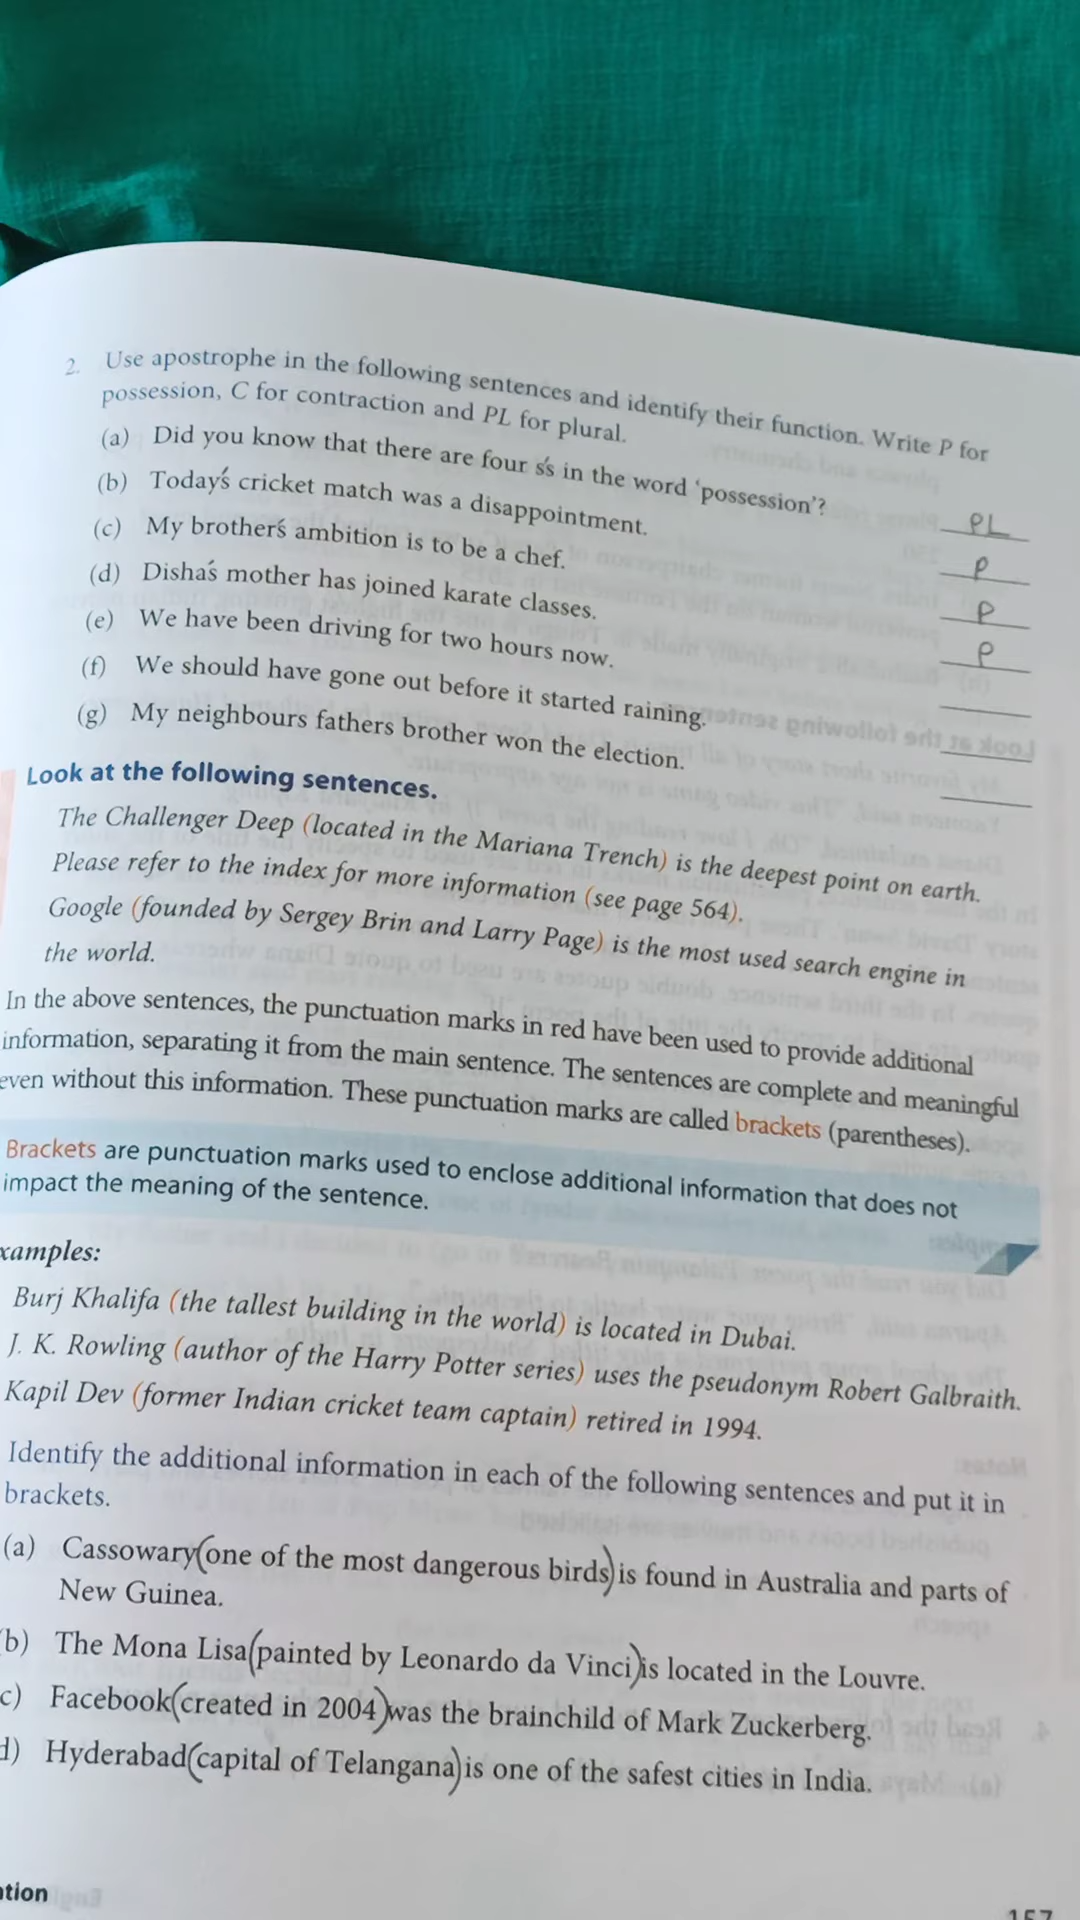 2. Use apostrophe in the following sentences and identify their function. Write P for
possession, C for contraction and PL for plural.
(a) Did you know that there are four s's in the word 'possession'? PL
(b) Today's cricket match was a disappointment. P
(c) My brother's ambition is to be a chef. P
(d) Disha's mother has joined karate classes. P
(e) We have been driving for two hours now.
(f) We should have gone out before it started raining.
(g) My neighbours fathers brother won the election.
Look at the following sentences.
The Challenger Deep (located in the Mariana Trench) is the deepest point on earth.
Please refer to the index for more information (see page 564).
Google (founded by Sergey Brin and Larry Page) is the most used search engine in
the world.
In the above sentences, the punctuation marks in red have been used to provide additional
information, separating it from the main sentence. The sentences are complete and meaningful
even without this information. These punctuation marks are called brackets (parentheses).
Brackets are punctuation marks used to enclose additional information that does not
impact the meaning of the sentence.
xamples:
Burj Khalifa (the tallest building in the world) is located in Dubai.
J. K. Rowling (author of the Harry Potter series) uses the pseudonym Robert Galbraith.
Kapil Dev (former Indian cricket team captain) retired in 1994.
Identify the additional information in each of the following sentences and put it in
brackets.
(a) Cassowary(one of the most dangerous birds)is found in Australia and parts of
New Guinea.
b) The Mona Lisa(painted by Leonardo da Vinci)is located in the Louvre.
c) Facebook(created in 2004)was the brainchild of Mark Zuckerberg.
d) Hyderabad(capital of Telangana)is one of the safest cities in India.
ation
157